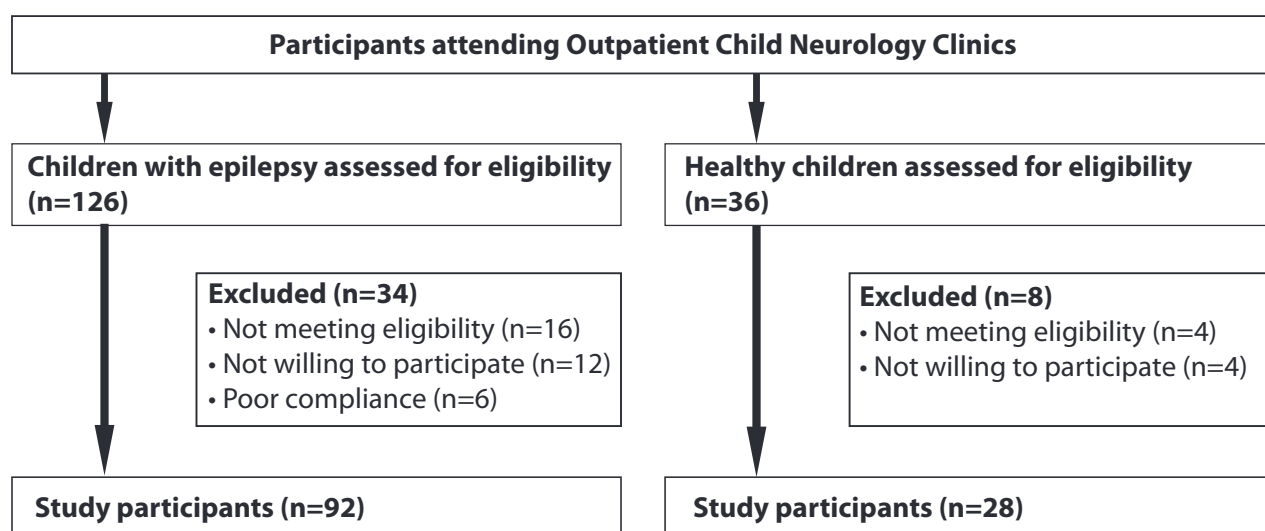 Participants attending Outpatient Child Neurology Clinics
Children with epilepsy assessed for eligibility
(n=126)
Healthy children assessed for eligibility
(n=36)
Excluded (n=34)
• Not meeting eligibility (n=16)
• Not willing to participate (n=12)
• Poor compliance (n=6)
Excluded (n=8)
• Not meeting eligibility (n=4)
• Not willing to participate (n=4)
Study participants (n=92)
Study participants (n=28)